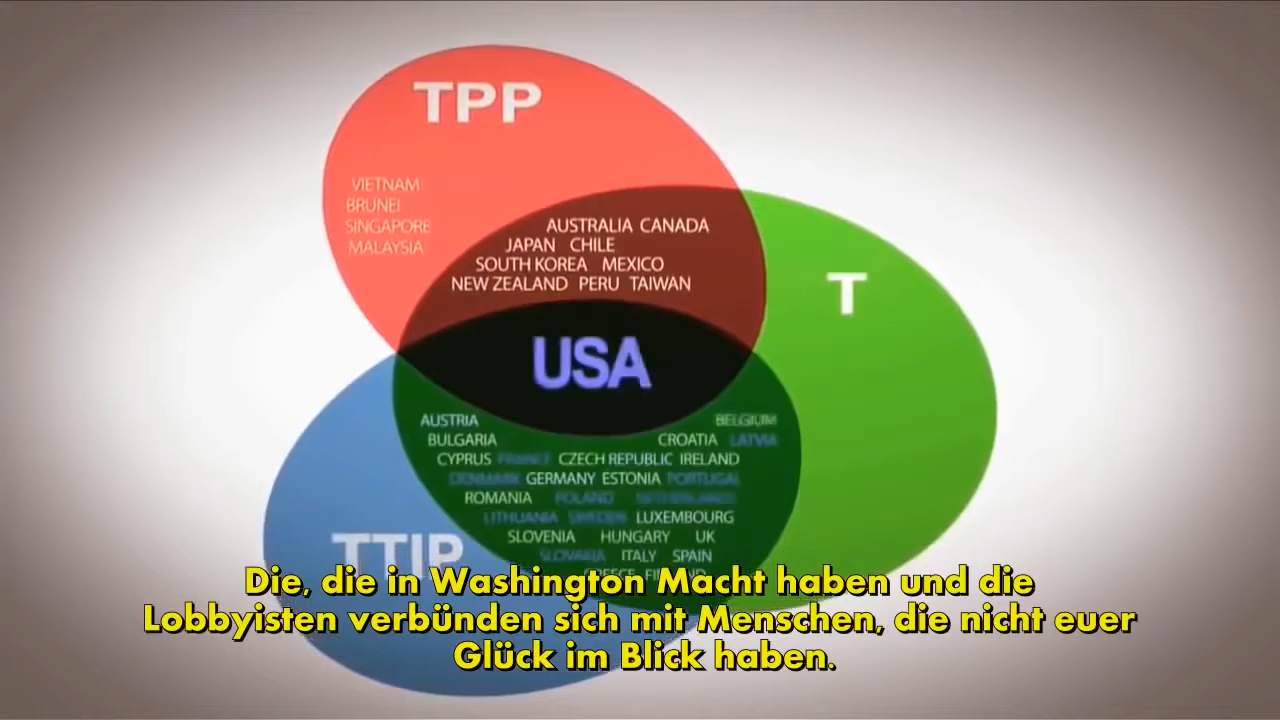 TPP
VIETNAM
BRUNEI
SINGAPORE
MALAYSIA
AUSTRALIA CANADA
JAPAN CHILE
SOUTH KOREA MEXICO
NEW ZEALAND PERU TAIWAN
T
USA
AUSTRIA BELGIUM
BULGARIA CROATIA LATVIA
CYPRUS FRANCE CZECH REPUBLIC IRELAND
DENMARK GERMANY ESTONIA PORTUGAL
ROMANIA POLAND NETHERLANDS
LITHUANIA SWEDEN LUXEMBOURG
SLOVENIA HUNGARY UK
SLOVAKIA ITALY SPAIN
GREECE
TTIP
Die, die in Washington Macht haben und die
Lobbyisten verbünden sich mit Menschen, die nicht euer
Glück im Blick haben.